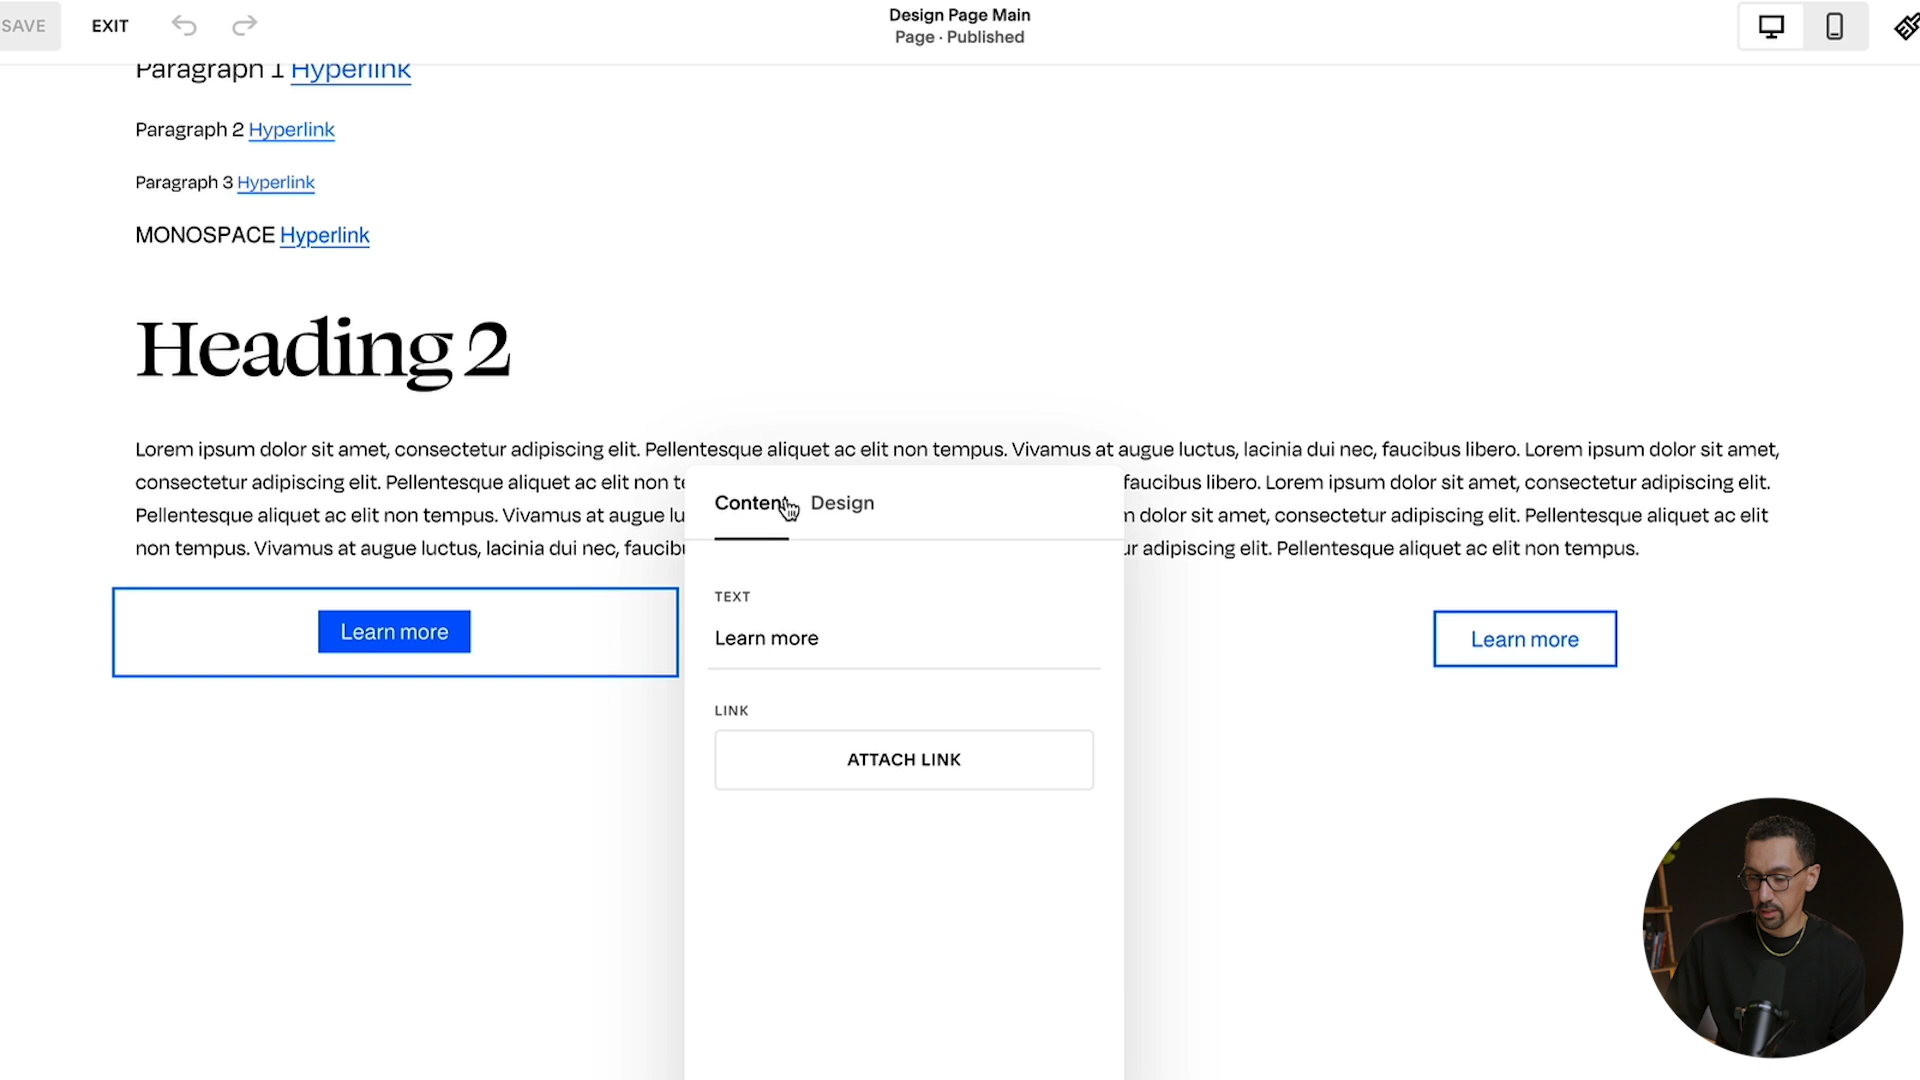 SAVE
EXIT
Design Page Main
Page · Published
Paragraph 1 Hyperlink
Paragraph 2 Hyperlink
Paragraph 3 Hyperlink
MONOSPACE Hyperlink
Heading 2
Lorem ipsum dolor sit amet, consectetur adipiscing elit. Pellentesque aliquet ac elit non tempus. Vivamus at augue luctus, lacinia dui nec, faucibus libero. Lorem ipsum dolor sit amet,
consectetur adipiscing elit. Pellentesque aliquet ac elit non faucibus libero. Lorem ipsum dolor sit amet, consectetur adipiscing elit.
Pellentesque aliquet ac elit non tempus. Vivamus at augue dolor sit amet, consectetur adipiscing elit. Pellentesque aliquet ac elit
non tempus. Vivamus at augue luctus, lacinia dui nec, adipiscing elit. Pellentesque aliquet ac elit non tempus.
Content Design
TEXT
Learn more
LINK
ATTACH LINK
Learn more
Learn more